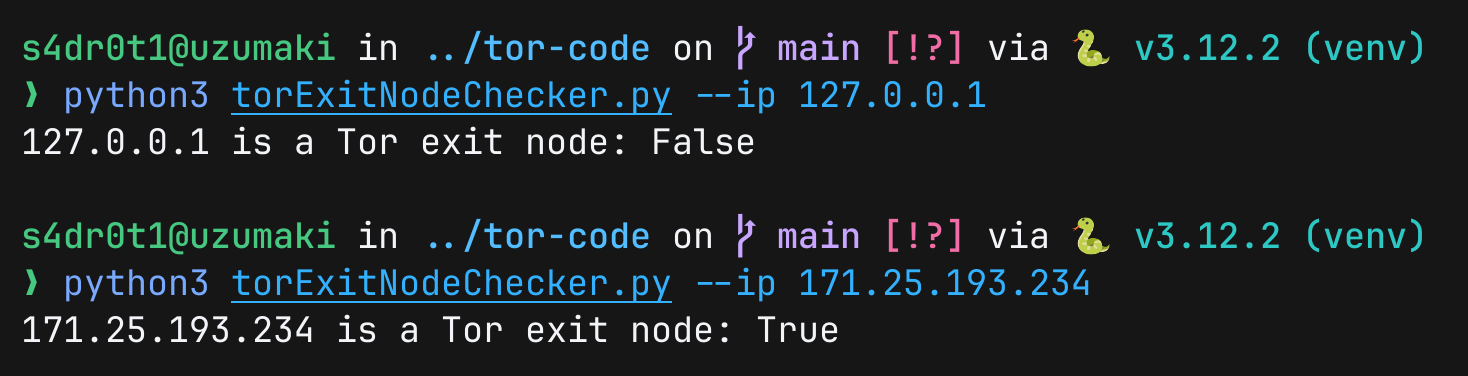 s4dr0t1@uzumaki in ../tor-code on  main [!?] via 🐍 v3.12.2 (venv)
❱ python3 torExitNodeChecker.py --ip 127.0.0.1
127.0.0.1 is a Tor exit node: False
s4dr0t1@uzumaki in ../tor-code on  main [!?] via 🐍 v3.12.2 (venv)
❱ python3 torExitNodeChecker.py --ip 171.25.193.234
171.25.193.234 is a Tor exit node: True